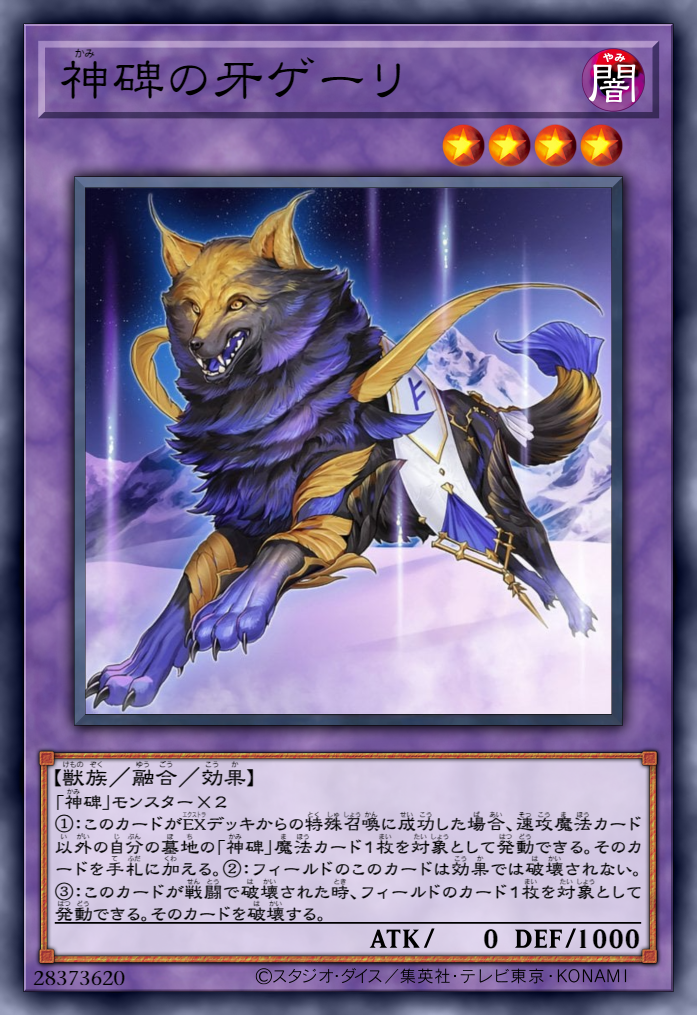 神碑の牙ゲーリ
かみ
闇
やみ
【獣族／融合／効果】
「神碑」モンスター×2
①：このカードがEXデッキからの特殊召喚に成功した場合、速攻魔法カード
以外の自分の墓地の「神碑」魔法カード1枚を対象として発動できる。そのカ
ードを手札に加える。②：フィールドのこのカードは効果では破壊されない。
③：このカードが戦闘で破壊された時、フィールドのカード1枚を対象として
発動できる。そのカードを破壊する。
ATK/ 0 DEF/1000
28373620 ©スタジオ・ダイス／集英社・テレビ東京・KONAMI